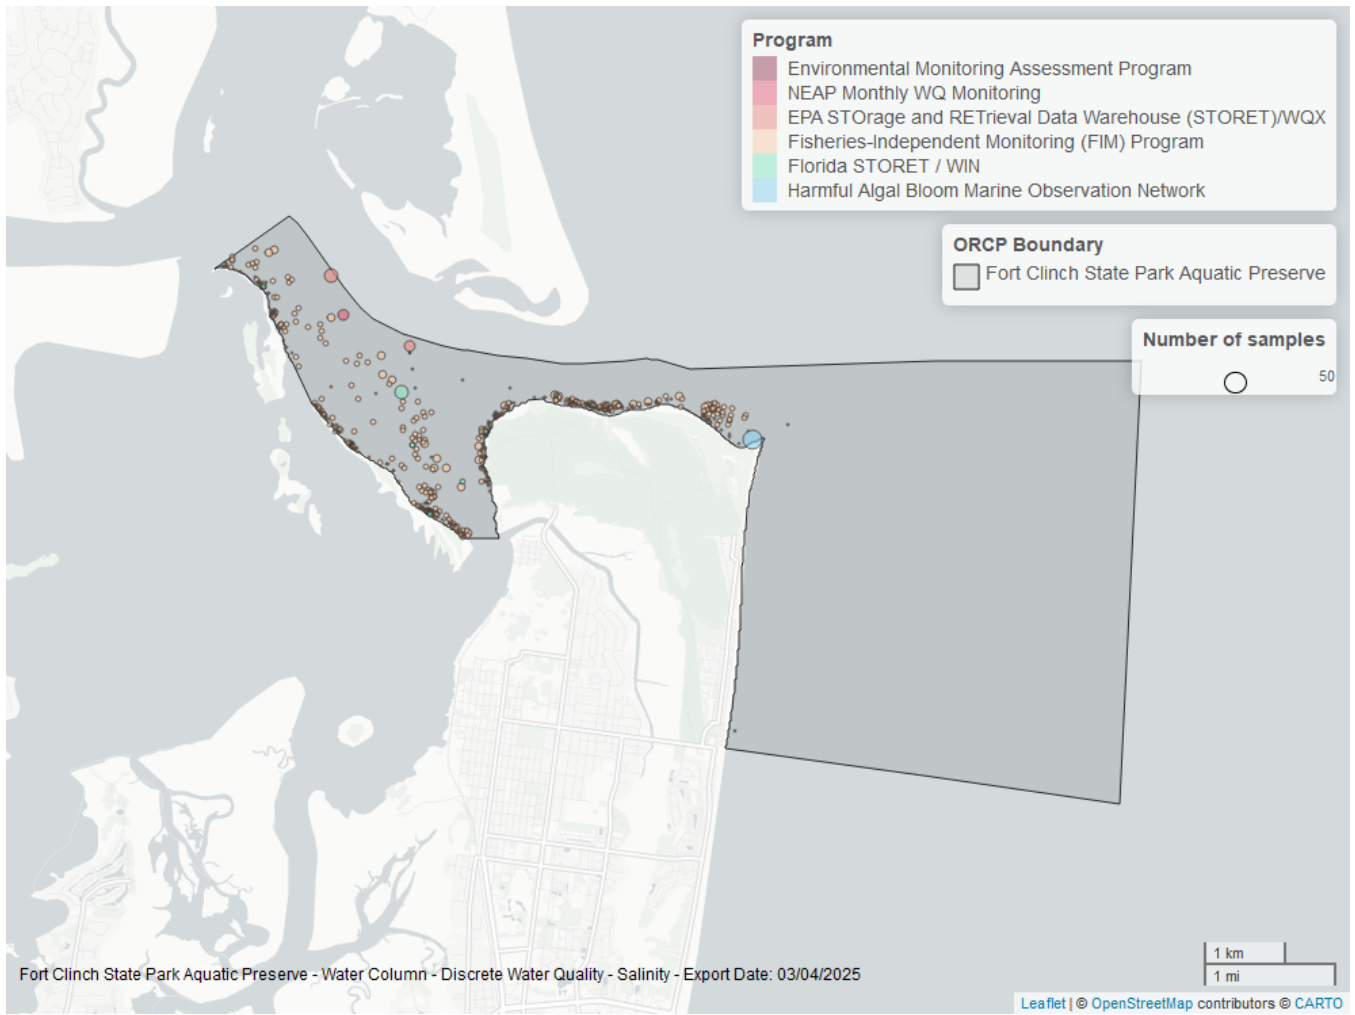 Program
Environmental Monitoring Assessment Program
NEAP Monthly WQ Monitoring
EPA STOrage and RETrieval Data Warehouse (STORET)/WQX
Fisheries-Independent Monitoring (FIM) Program
Florida STORET / WIN
Harmful Algal Bloom Marine Observation Network
ORCP Boundary
Fort Clinch State Park Aquatic Preserve
Number of samples
50
1 km
Fort Clinch State Park Aquatic Preserve - Water Column - Discrete Water Quality - Salinity - Export Date: 03/04/2025
1 mi
Leaflet | © OpenStreetMap contributors © CARTO